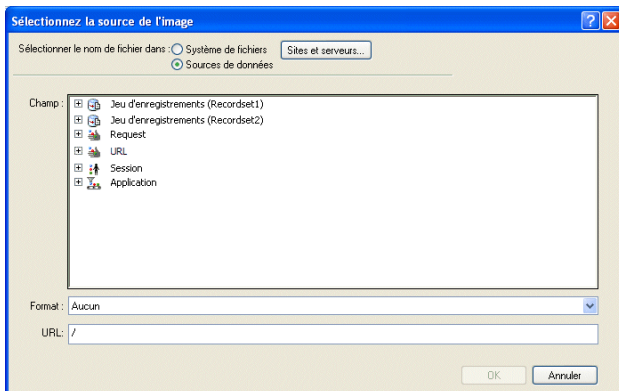 Sélectionnez la source de l'image
Sélectionner le nom de fichier dans : Système de fichiers Sites et serveurs...
Sources de données
Champ : Jeu d'enregistrements (Recordset1)
Jeu d'enregistrements (Recordset2)
Request
URL
Session
Application
Format : Aucun
URL: /
OK Annuler